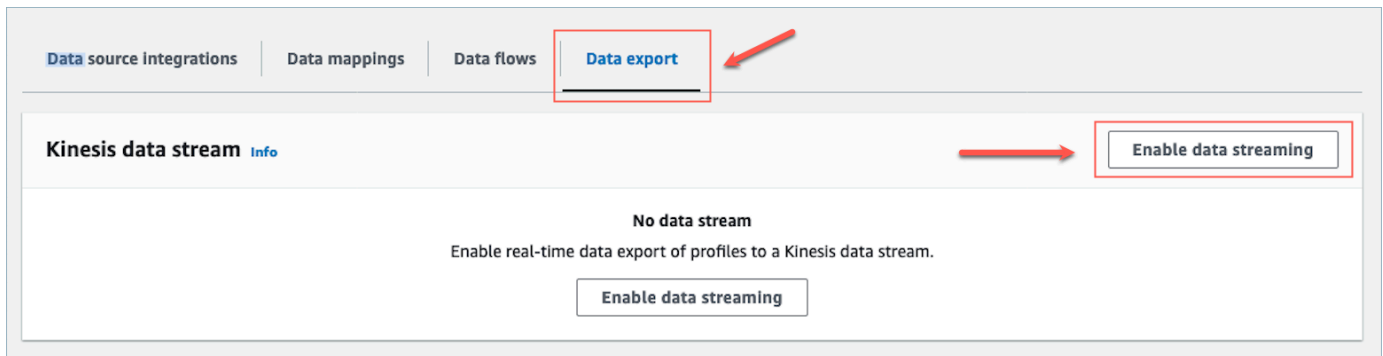 Data source integrations Data mappings Data flows Data export
Kinesis data stream Info Enable data streaming
No data stream
Enable real-time data export of profiles to a Kinesis data stream.
Enable data streaming